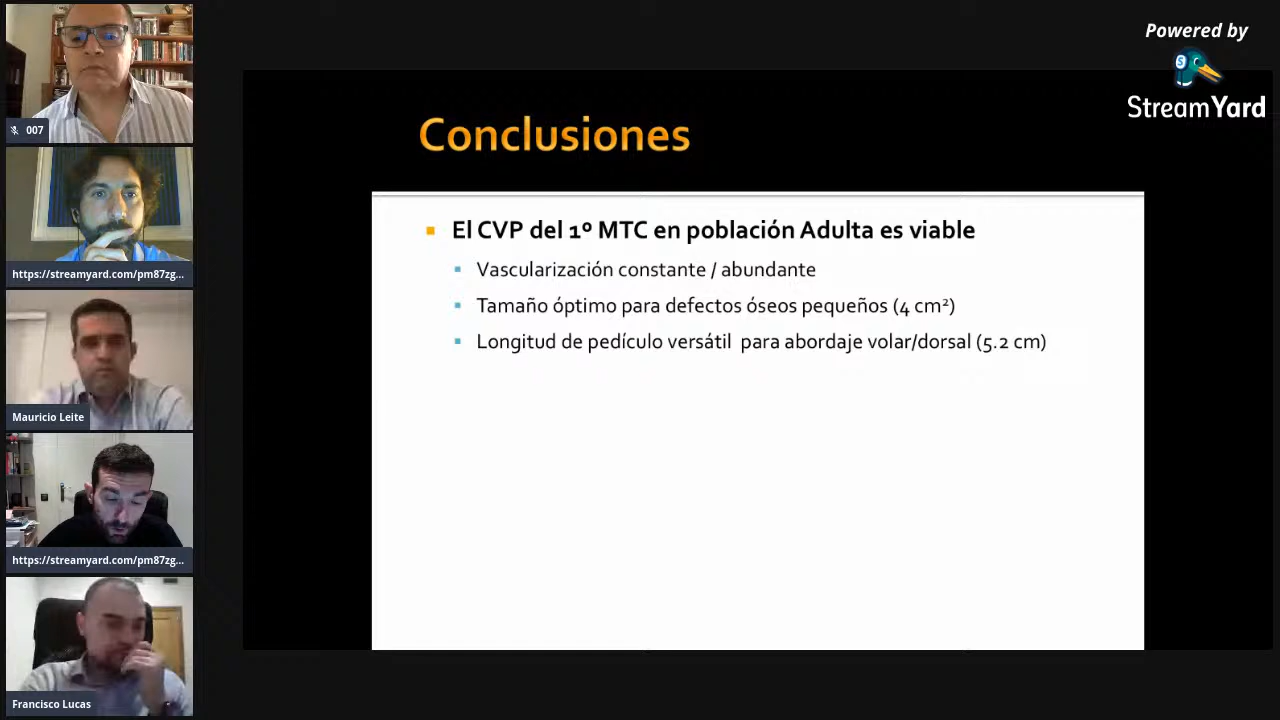 Powered by
StreamYard
007
https://streamyard.com/pm87zg...
Mauricio Leite
https://streamyard.com/pm87zg...
Francisco Lucas
Conclusiones
El CVP del 1º MTC en población Adulta es viable
Vascularización constante / abundante
Tamaño óptimo para defectos óseos pequeños (4 cm²)
Longitud de pedículo versátil para abordaje volar/dorsal (5.2 cm)